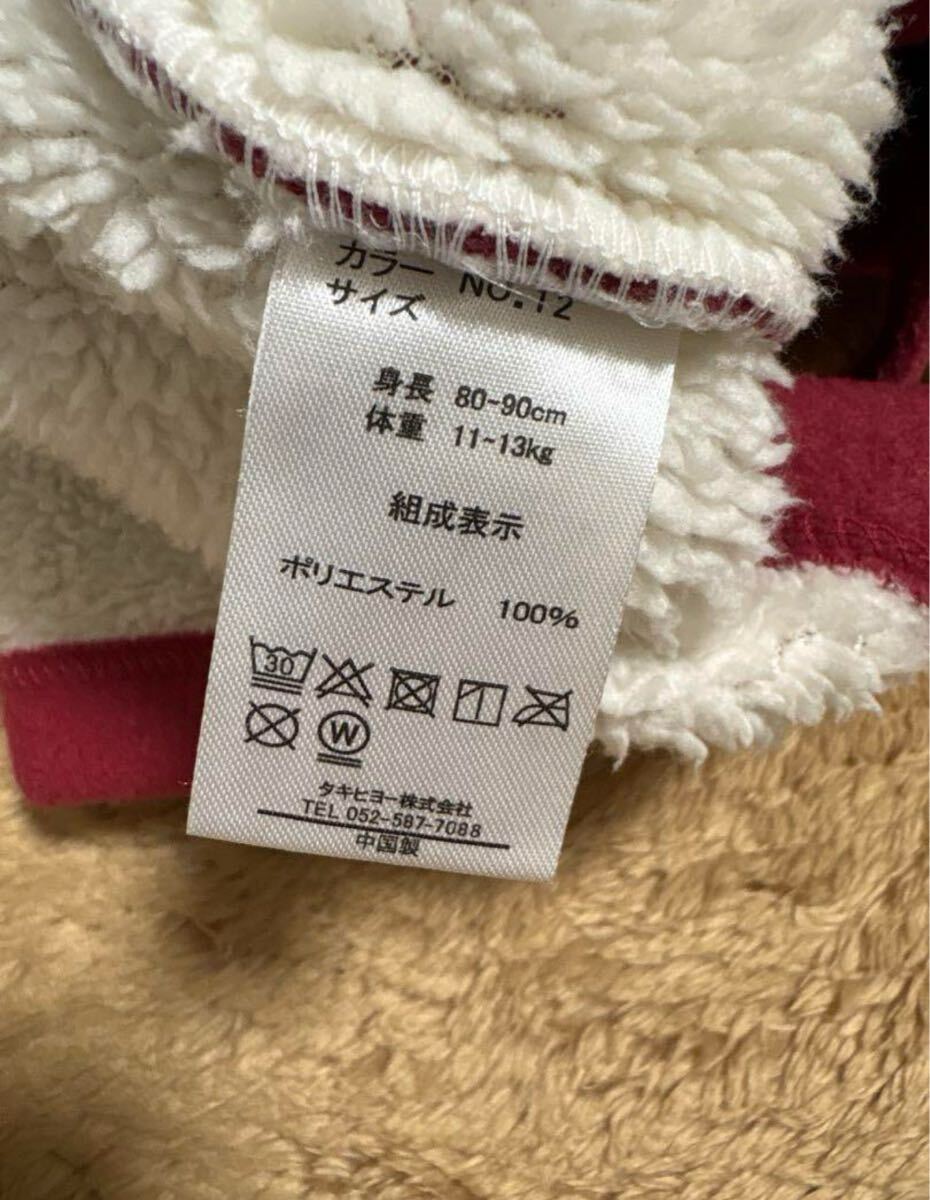 カラー NO.12
サイズ
身長 80-90cm
体重 11-13kg
組成表示
ポリエステル 100%
30
W
タキヒヨー株式会社
TEL 052-587-7088
中国製